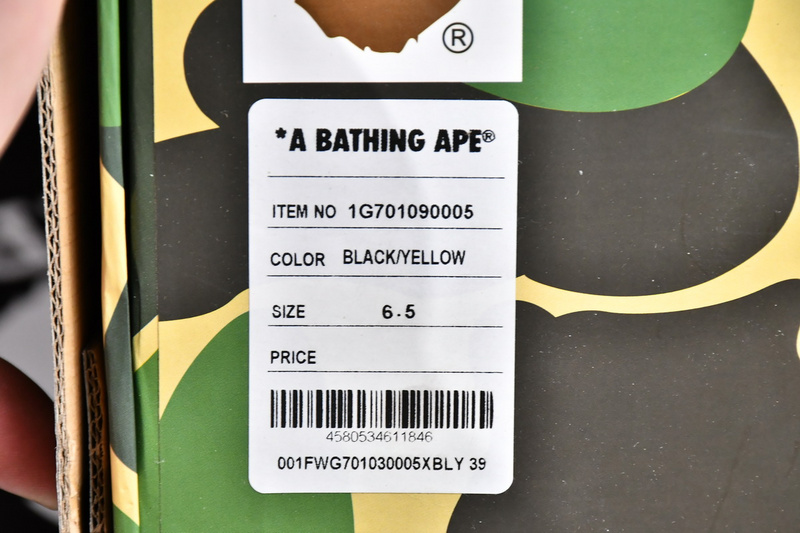 ®
*A BATHING APE®
ITEM NO 1G701090005
COLOR BLACK/YELLOW
SIZE 6.5
PRICE
4580534611846
001FWG701030005XBLY 39